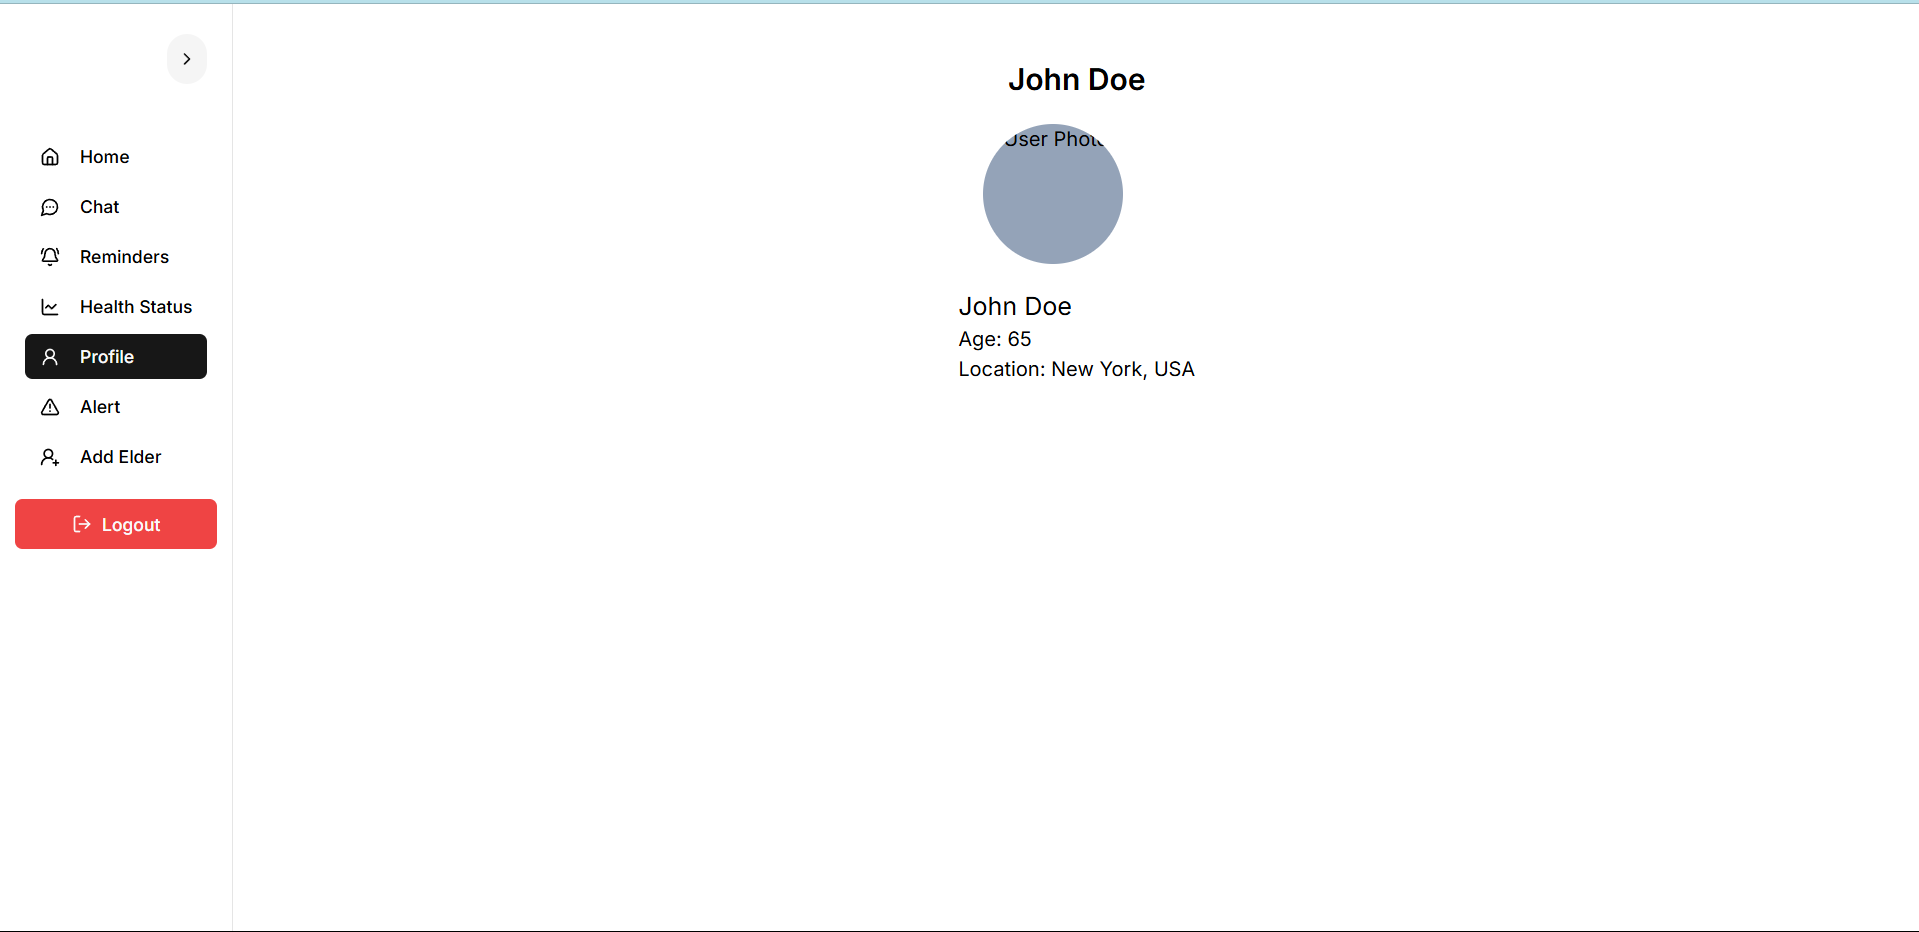 Home
Chat
Reminders
Health Status
Profile
Alert
Add Elder
Logout
John Doe
User Photo
John Doe
Age: 65
Location: New York, USA